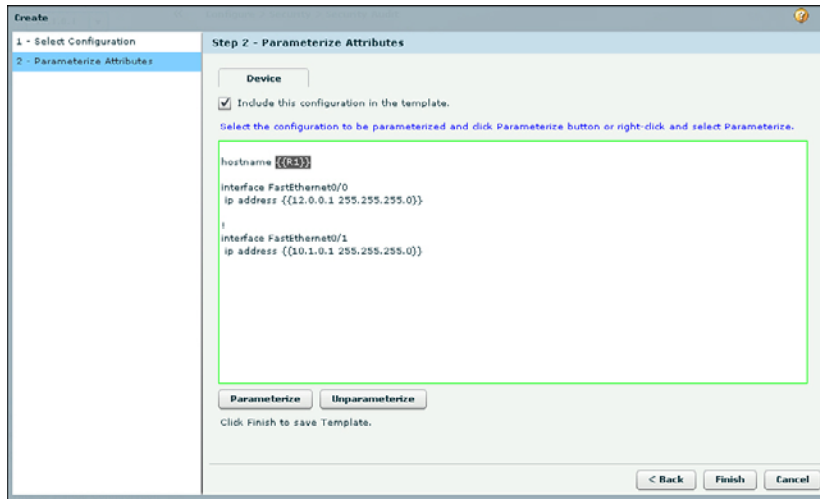 Create
1 - Select Configuration
2 - Parameterize Attributes
Step 2 - Parameterize Attributes
Device
Include this configuration in the template.
Select the configuration to be parameterized and click Parameterize button or right-click and select Parameterize.
hostname {{R1}}
interface FastEthernet0/0
ip address {{12.0.0.1 255.255.255.0}}
!
interface FastEthernet0/1
ip address {{10.1.0.1 255.255.255.0}}
Parameterize
Unparameterize
Click Finish to save Template.
< Back
Finish
Cancel